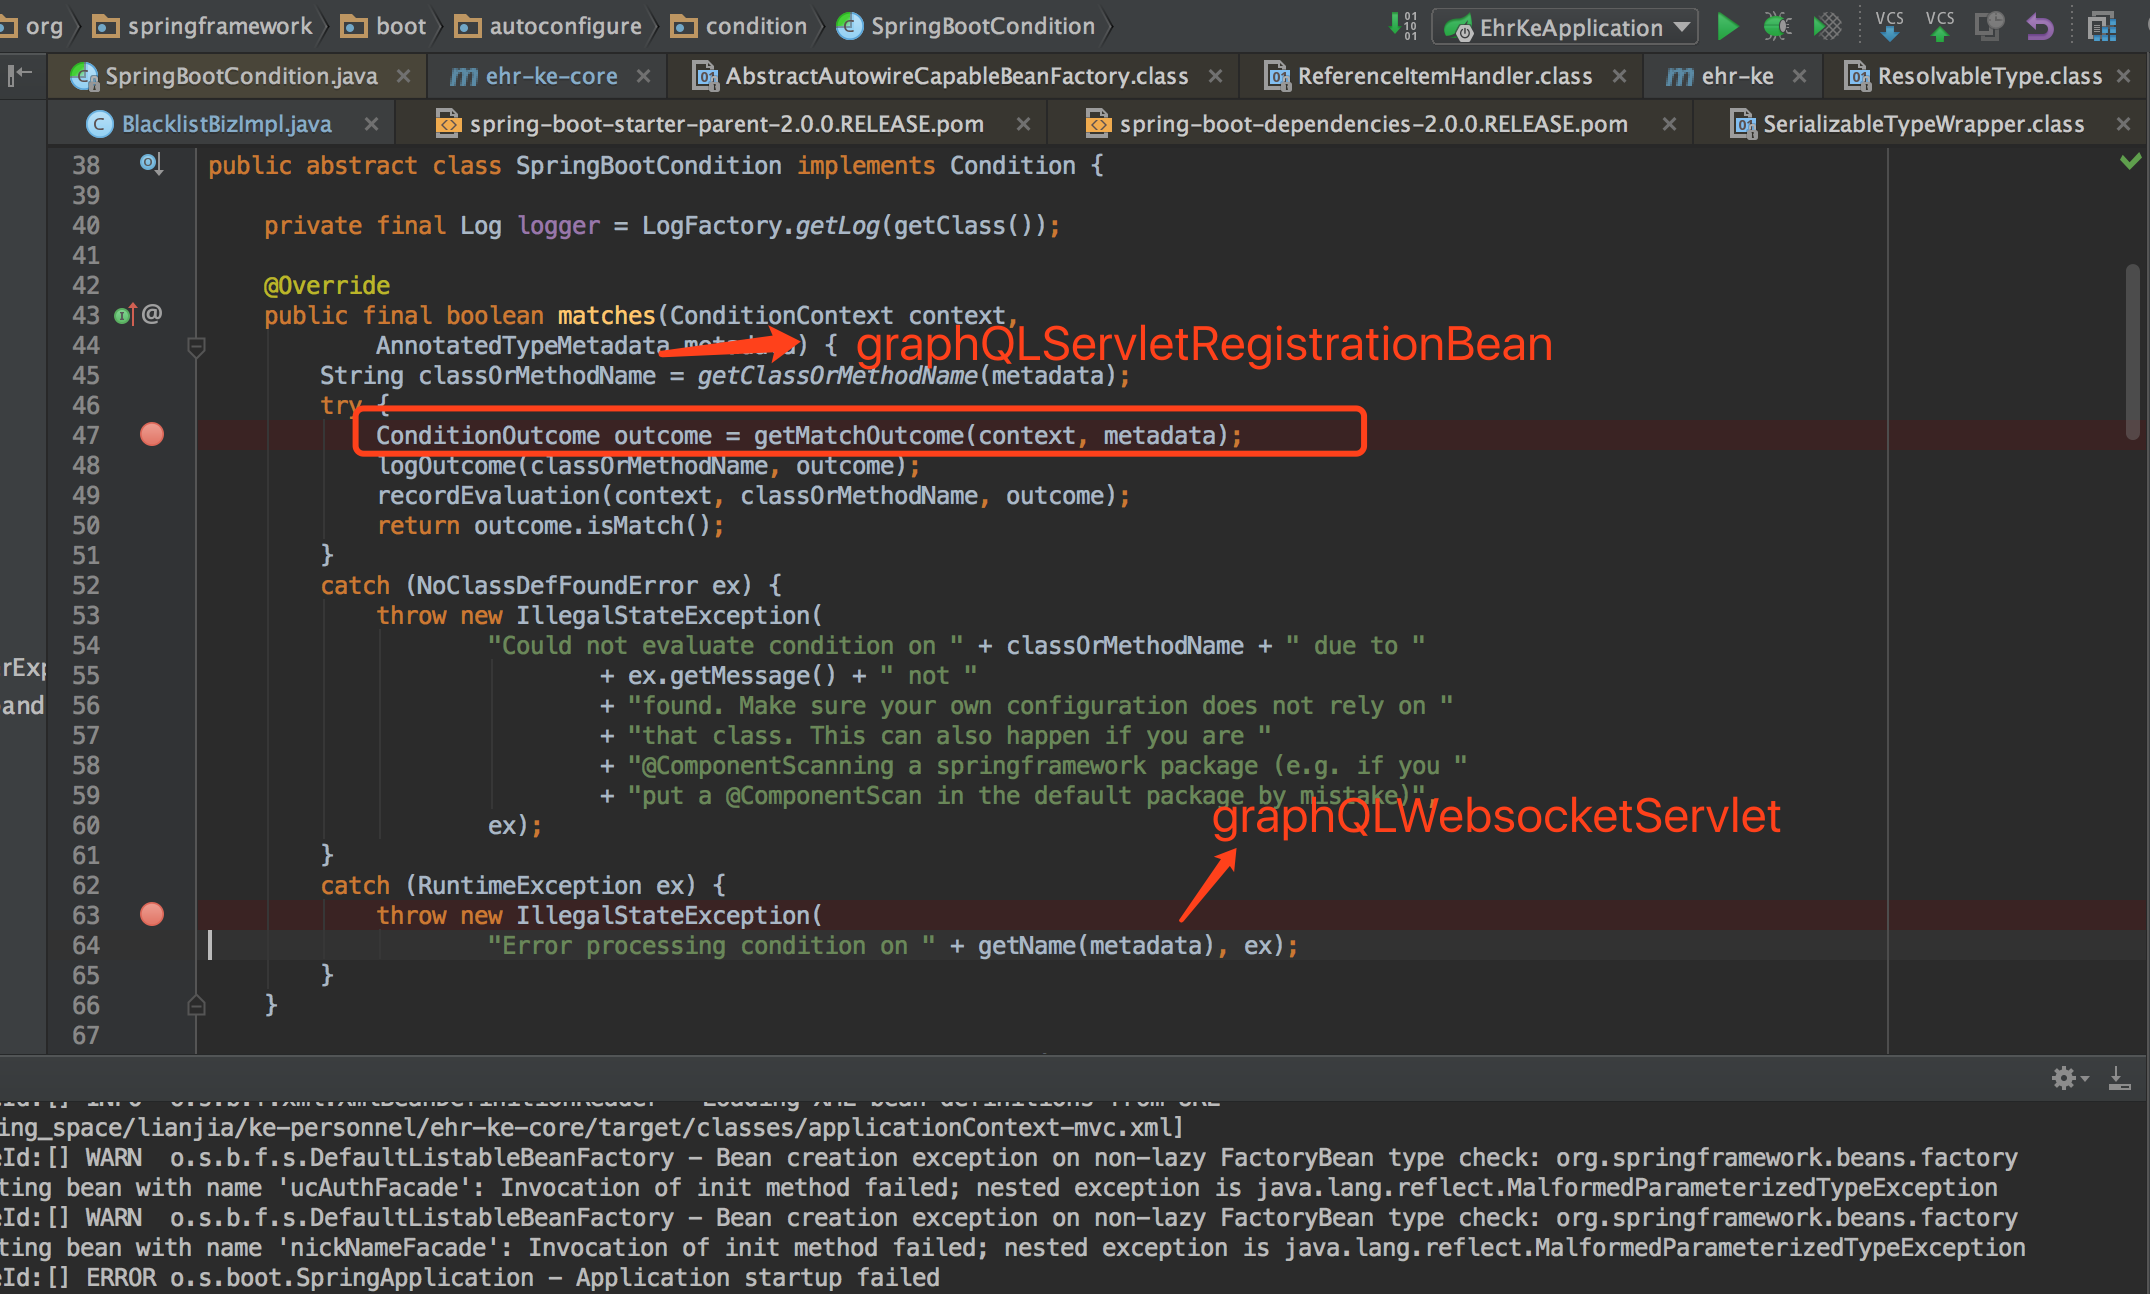 org springframework boot autoconfigure condition SpringBootCondition EhrKeApplication VCS VCS
SpringBootCondition.java ehr-ke-core AbstractAutowireCapableBeanFactory.class ReferenceItemHandler.class ehr-ke ResolvableType.class
BlacklistBizImpl.java spring-boot-starter-parent-2.0.0.RELEASE.pom spring-boot-dependencies-2.0.0.RELEASE.pom SerializableTypeWrapper.class
38 public abstract class SpringBootCondition implements Condition {
39
40 private final Log logger = LogFactory.getLog(getClass());
41
42 @Override
43 public final boolean matches(ConditionContext context,
44 AnnotatedTypeMetadata metadata) {
graphQLServletRegistrationBean
45 String classOrMethodName = getClassOrMethodName(metadata);
46 try {
47 ConditionOutcome outcome = getMatchOutcome(context, metadata);
48 logOutcome(classOrMethodName, outcome);
49 recordEvaluation(context, classOrMethodName, outcome);
50 return outcome.isMatch();
51 }
52 catch (NoClassDefFoundError ex) {
53 throw new IllegalStateException(
54 "Could not evaluate condition on " + classOrMethodName + " due to "
55 + ex.getMessage() + " not "
56 + "found. Make sure your own configuration does not rely on "
57 + "that class. This can also happen if you are "
58 + "@ComponentScanning a springframework package (e.g. if you "
59 + "put a @ComponentScan in the default package by mistake)",
graphQLWebsocketServlet
60 ex);
61 }
62 catch (RuntimeException ex) {
63 throw new IllegalStateException(
64 "Error processing condition on " + getName(metadata), ex);
65 }
66 }
67
rExp
and
Id:[] INFO o.s.b.f.xml.XmlBeanDefinitionReader - Loading XML bean definitions from URL
ing_space/lianjia/ke-personnel/ehr-ke-core/target/classes/applicationContext-mvc.xml]
eId:[] WARN o.s.b.f.s.DefaultListableBeanFactory - Bean creation exception on non-lazy FactoryBean type check: org.springframework.beans.factory
ting bean with name 'ucAuthFacade': Invocation of init method failed; nested exception is java.lang.reflect.MalformedParameterizedTypeException
eId:[] WARN o.s.b.f.s.DefaultListableBeanFactory - Bean creation exception on non-lazy FactoryBean type check: org.springframework.beans.factory
ting bean with name 'nickNameFacade': Invocation of init method failed; nested exception is java.lang.reflect.MalformedParameterizedTypeException
eId:[] ERROR o.s.boot.SpringApplication - Application startup failed